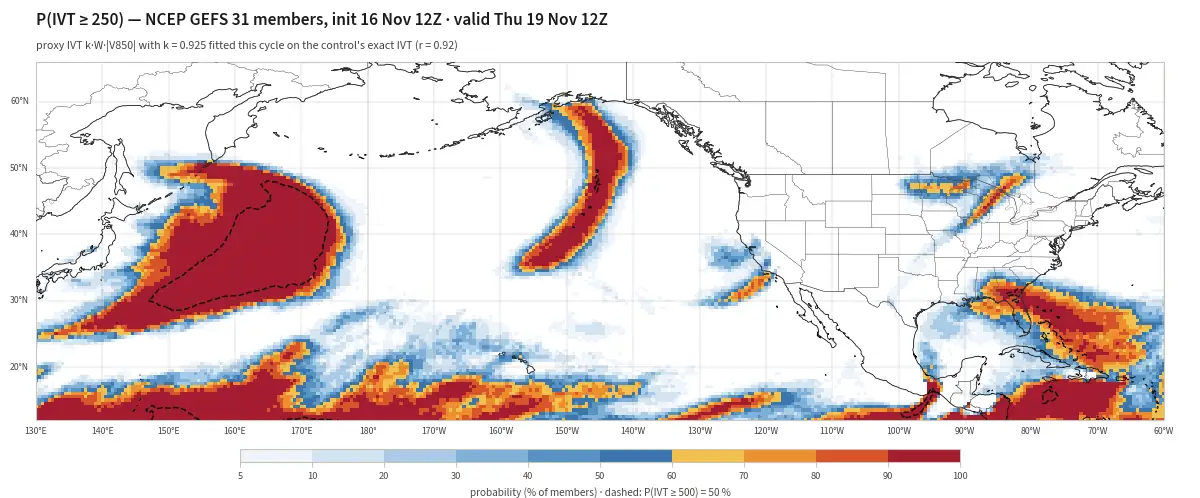 P(IVT ≥ 250) — NCEP GEFS 31 members, init 16 Nov 12Z · valid Thu 19 Nov 12Z
proxy IVT k·W·|V850| with k = 0.925 fitted this cycle on the control's exact IVT (r = 0.92)
60°N
50°N
40°N
30°N
20°N
130°E 140°E 150°E 160°E 170°E 180° 170°W 160°W 150°W 140°W 130°W 120°W 110°W 100°W 90°W 80°W 70°W 60°W
5 10 20 30 40 50 60 70 80 90 100
probability (% of members) · dashed: P(IVT ≥ 500) = 50 %